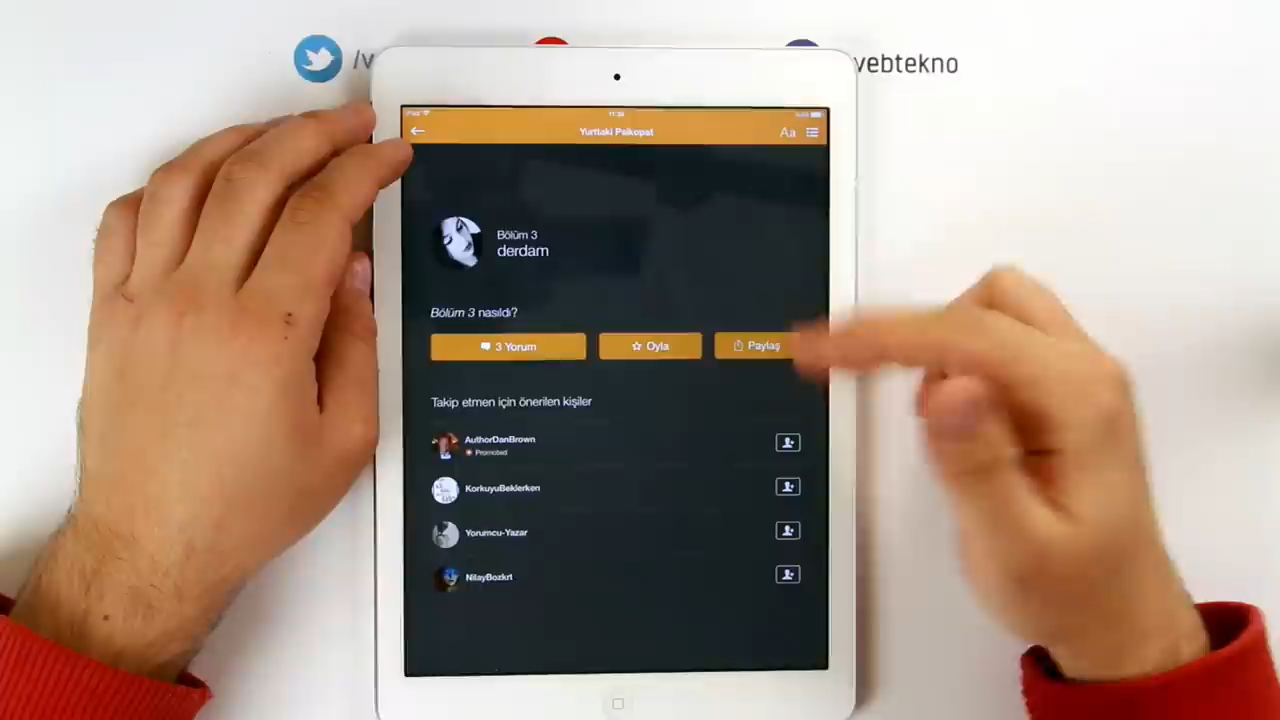 vebtekno
Yurttaki Psikopat
Aa
Bölüm 3
derdam
Bölüm 3 nasıldı?
3 Yorum
Oyla
Paylaş
Takip etmen için önerilen kişiler
AuthorDanBrown
Promoted
KorkuyuBeklerken
Yorumcu-Yazar
NilayBozkrt